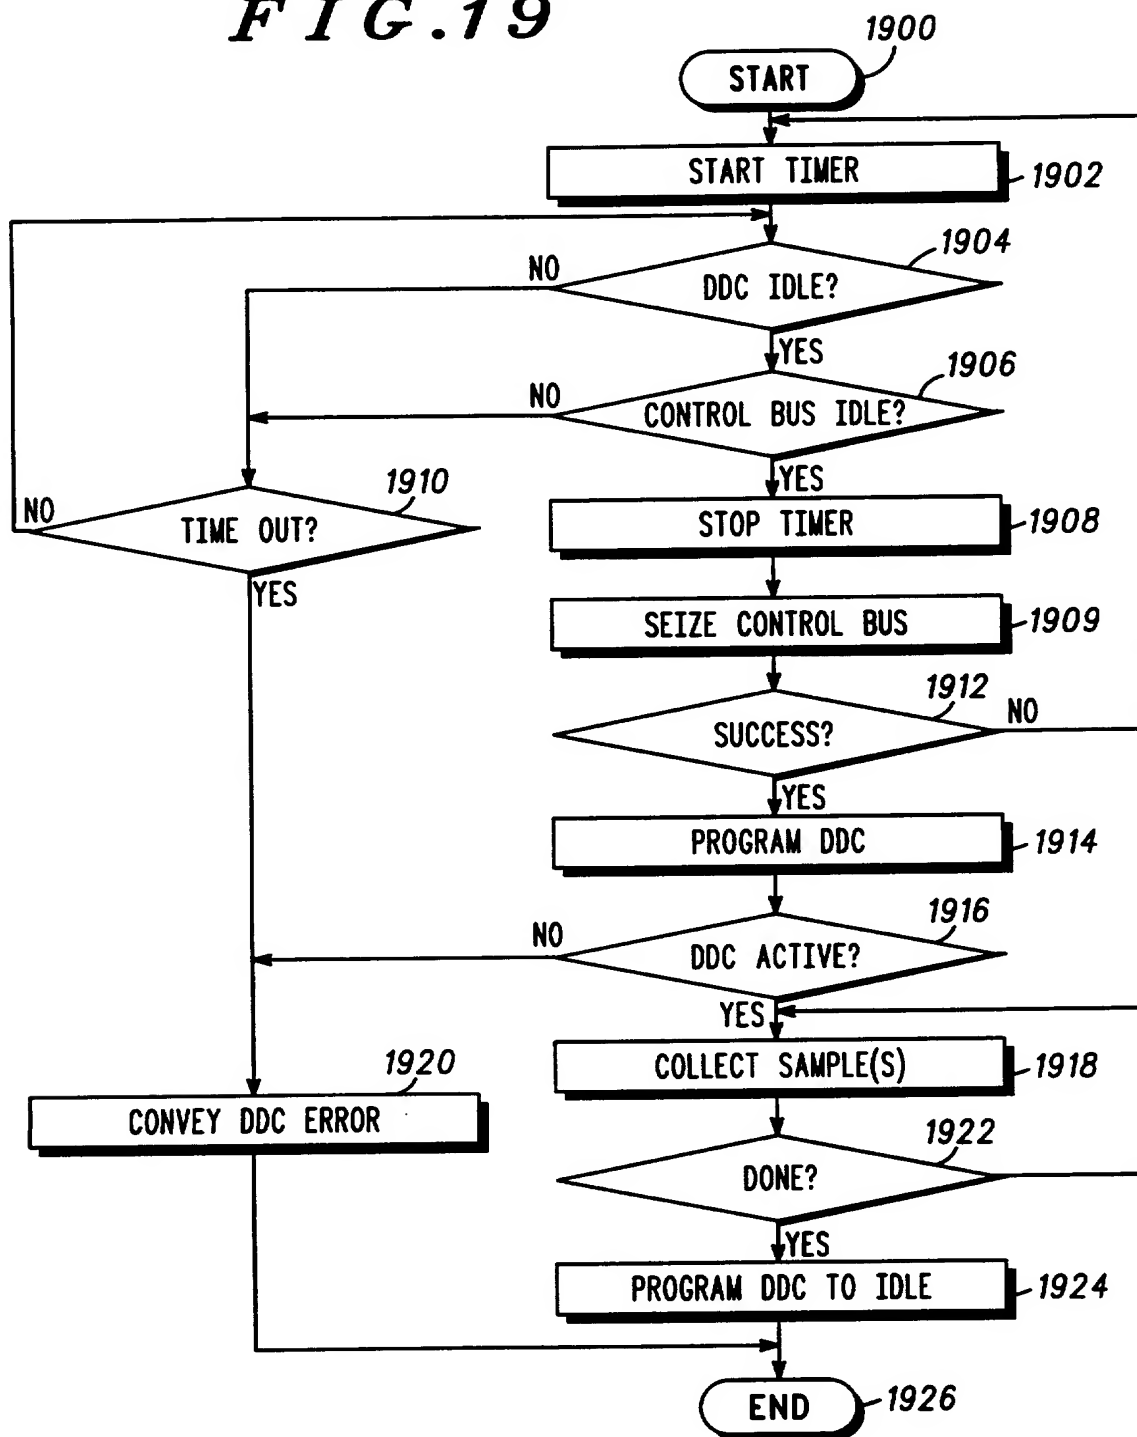 FIG.19
1900
START
START TIMER
1902
1904
NO
DDC IDLE?
YES
1906
NO
CONTROL BUS IDLE?
YES
1910
NO
TIME OUT?
YES
STOP TIMER
1908
SEIZE CONTROL BUS
1909
1912
SUCCESS?
NO
YES
PROGRAM DDC
1914
1916
NO
DDC ACTIVE?
YES
COLLECT SAMPLE(S)
1918
1920
CONVEY DDC ERROR
1922
DONE?
YES
PROGRAM DDC TO IDLE
1924
END
1926